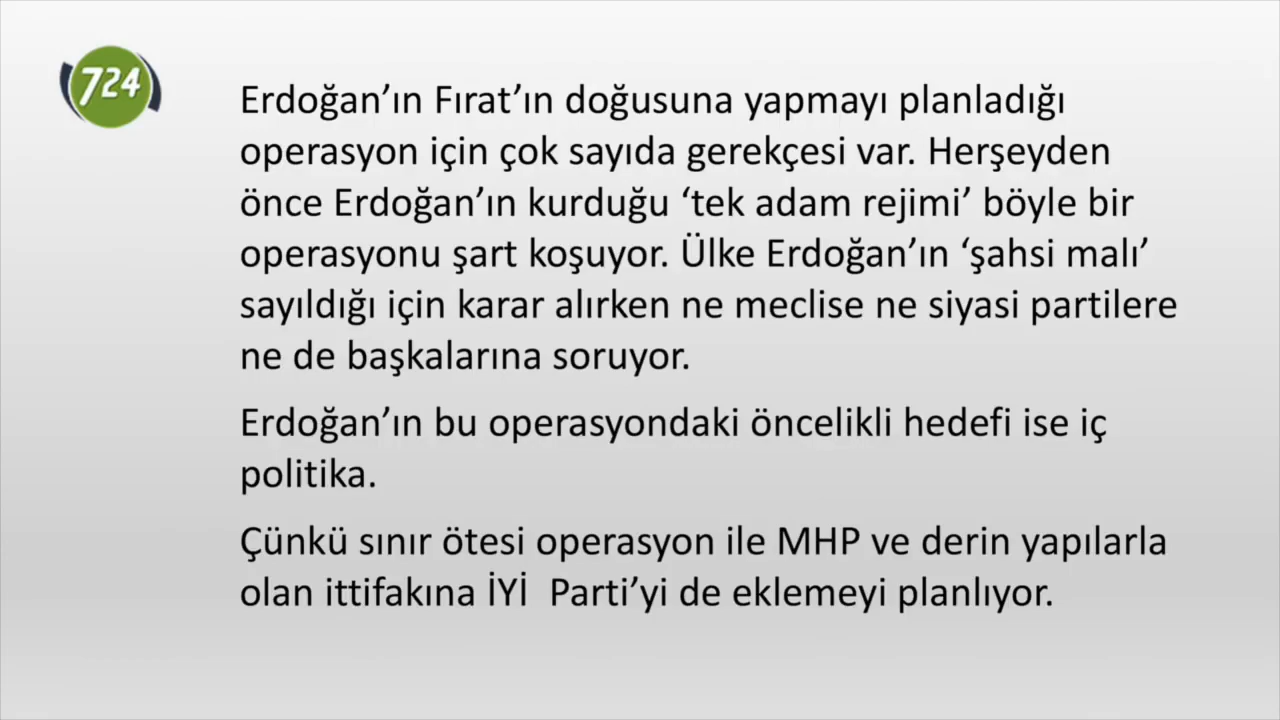 724
Erdoğan’ın Fırat’ın doğusuna yapmayı planladığı
operasyon için çok sayıda gerekçesi var. Herşeyden
önce Erdoğan’ın kurduğu ‘tek adam rejimi’ böyle bir
operasyonu şart koşuyor. Ülke Erdoğan’ın ‘şahsi malı’
sayıldığı için karar alırken ne meclise ne siyasi partilere
ne de başkalarına soruyor.
Erdoğan’ın bu operasyondaki öncelikli hedefi ise iç
politika.
Çünkü sınır ötesi operasyon ile MHP ve derin yapılarla
olan ittifakına İYİ  Parti’yi de eklemeyi planlıyor.